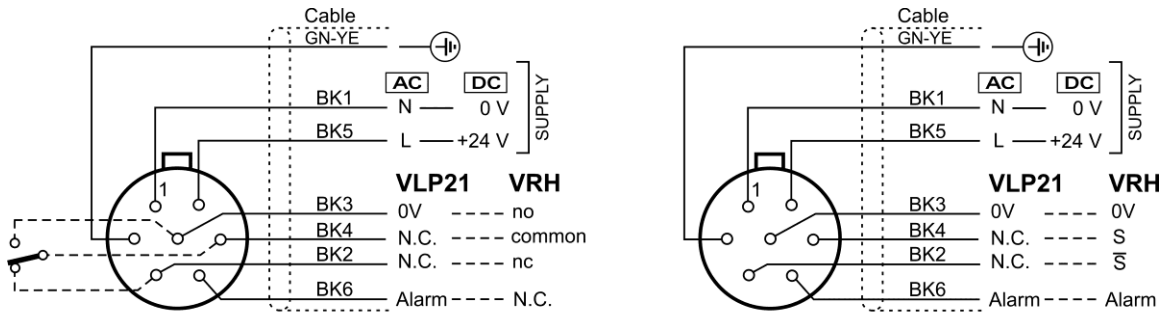 Cable
GN-YE
AC DC
BK1 N 0 V
BK5 L +24 V
SUPPLY
1
VLP21 VRH
BK3 0V no
BK4 N.C. common
BK2 N.C. nc
BK6 Alarm N.C.
Cable
GN-YE
AC DC
BK1 N 0 V
BK5 L +24 V
SUPPLY
1
VLP21 VRH
BK3 0V 0V
BK4 N.C. S
BK2 N.C. S̅
BK6 Alarm Alarm